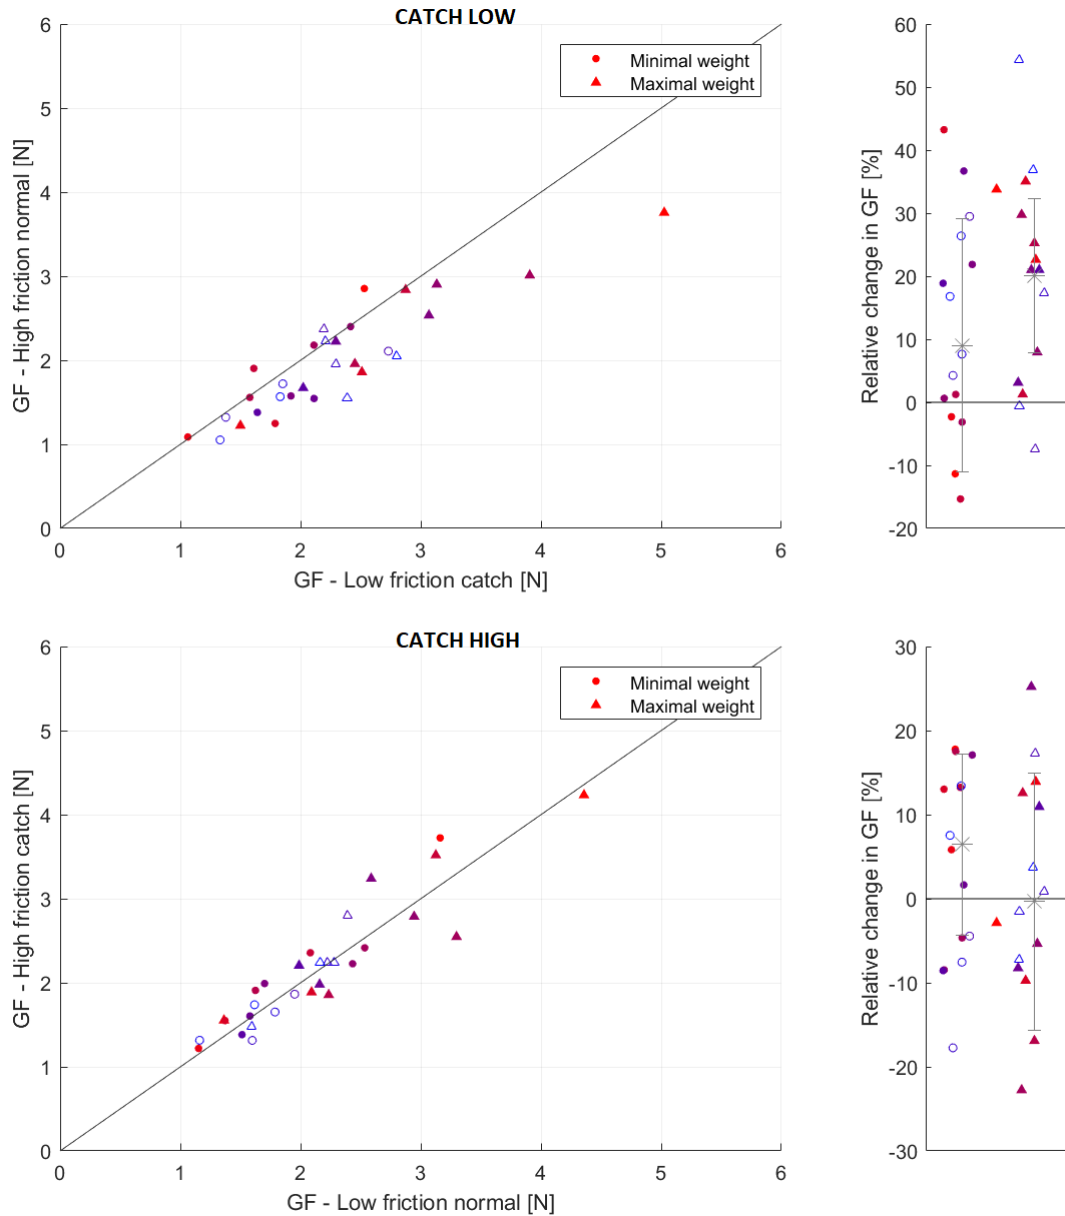 CATCH LOW
6
5
4
3
2
1
0
0 1 2 3 4 5 6
GF - High friction normal [N]
GF - Low friction catch [N]
Minimal weight
Maximal weight
60
50
40
30
20
10
0
-10
-20
Relative change in GF [%]
CATCH HIGH
6
5
4
3
2
1
0
0 1 2 3 4 5 6
GF - High friction catch [N]
GF - Low friction normal [N]
Minimal weight
Maximal weight
30
20
10
0
-10
-20
-30
Relative change in GF [%]